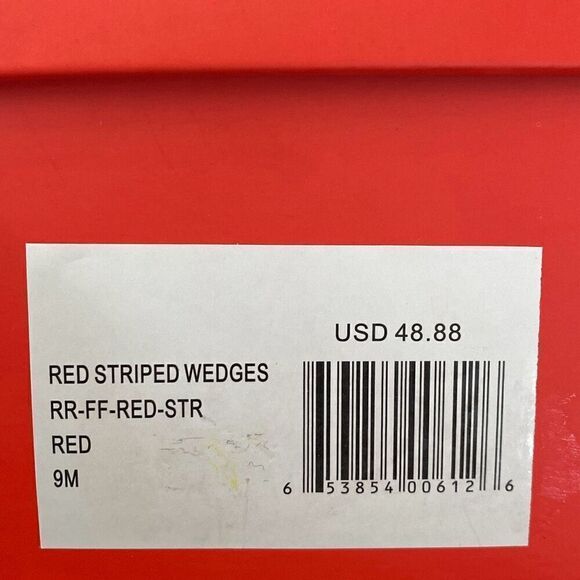 USD 48.88
RED STRIPED WEDGES
RR-FF-RED-STR
RED
9M
6 53854 00612 6